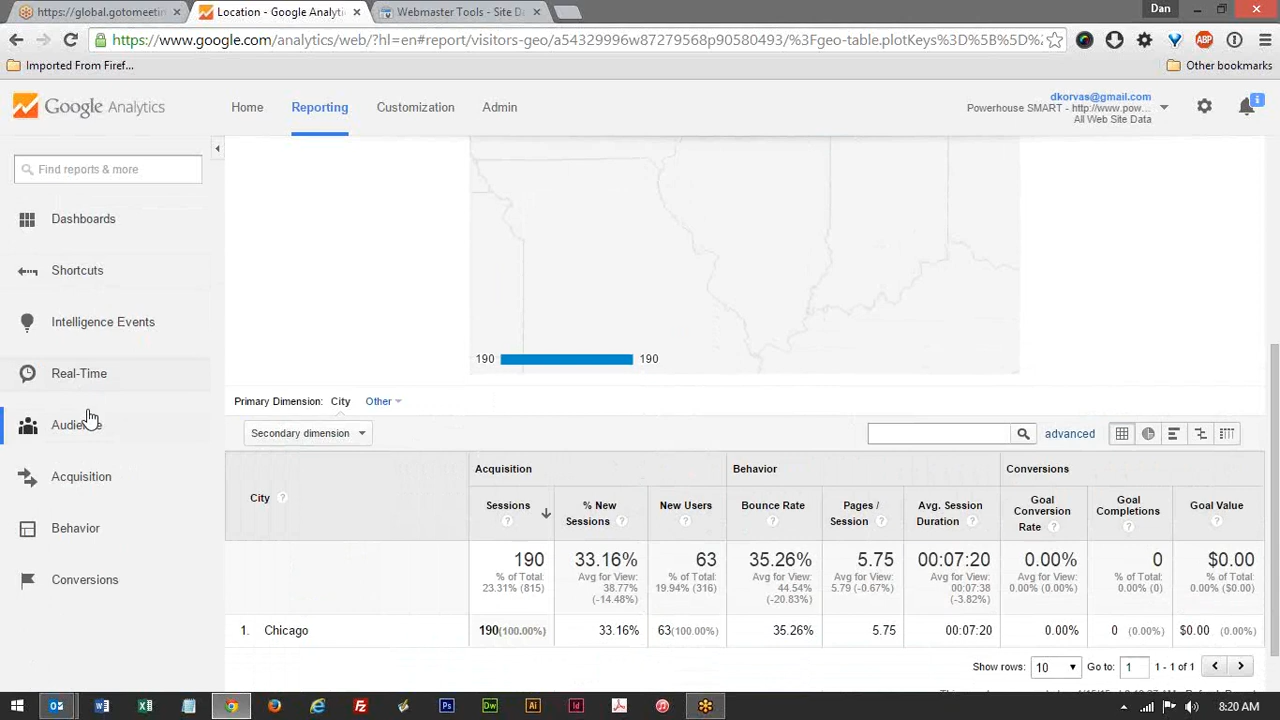 https://global.gotomeetin
Location - Google Analyti
Webmaster Tools - Site Da
Dan
https://www.google.com/analytics/web/?hl=en#report/visitors-geo/a54329996w87279568p90580493/%3Fgeo-table.plotKeys%3D%5B%5D%2
ABP
Imported From Firef...
Other bookmarks
Google Analytics
Home
Reporting
Customization
Admin
dkorvas@gmail.com
Powerhouse SMART - http://www.pow...
All Web Site Data
Find reports & more
Dashboards
Shortcuts
Intelligence Events
Real-Time
Audience
Acquisition
Behavior
Conversions
190 190
Primary Dimension: City Other
Secondary dimension
advanced
City
Acquisition
Behavior
Conversions
Sessions
% New Sessions
New Users
Bounce Rate
Pages / Session
Avg. Session Duration
Goal Conversion Rate
Goal Completions
Goal Value
190
% of Total: 23.31% (815)
33.16%
Avg for View: 38.77% (-14.48%)
63
% of Total: 19.94% (316)
35.26%
Avg for View: 44.54% (-20.83%)
5.75
Avg for View: 5.79 (-0.67%)
00:07:20
Avg for View: 00:07:38 (-3.82%)
0.00%
Avg for View: 0.00% (0.00%)
0
% of Total: 0.00% (0)
$0.00
% of Total: 0.00% ($0.00)
1. Chicago 190(100.00%) 33.16% 63(100.00%) 35.26% 5.75 00:07:20 0.00% 0 (0.00%) $0.00 (0.00%)
Show rows: 10 Go to: 1 1 - 1 of 1
8:20 AM